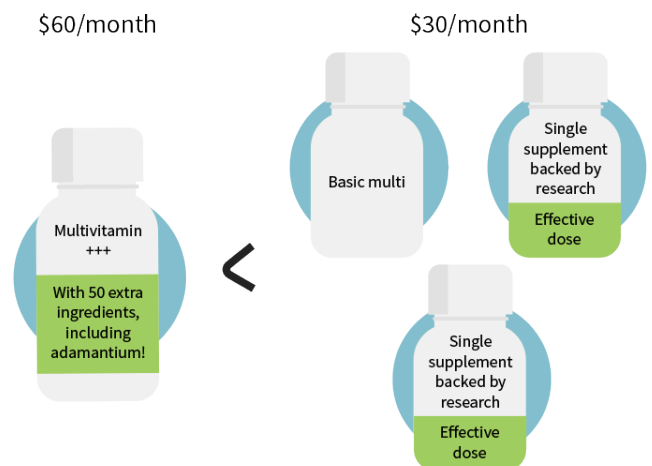 $60/month
$30/month
Multivitamin
+++
With 50 extra
ingredients,
including
adamantium!
<
Basic multi
Single
supplement
backed by
research
Effective
dose
Single
supplement
backed by
research
Effective
dose